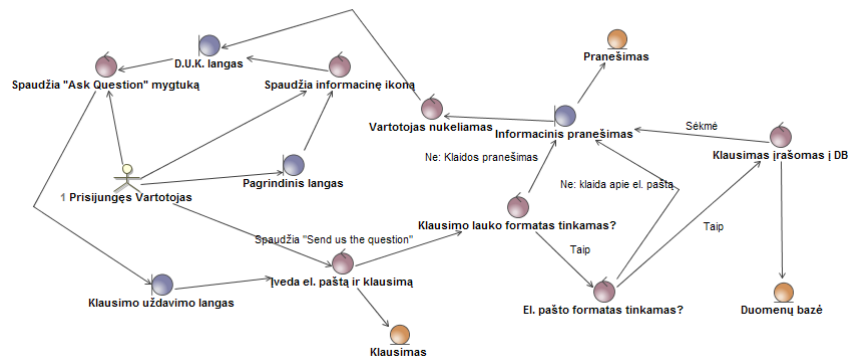 Pranešimas
D.U.K. langas
Spaudžia "Ask Question" mygtuką
Spaudžia informacinę ikoną
Vartotojas nukeliamas
Informacinis pranešimas
Sėkmė
Klausimas įrašomas į DB
Ne: Klaidos pranešimas
Pagrindinis langas
Ne: klaida apie el. paštą
1 Prisijungęs Vartotojas
Klausimo lauko formatas tinkamas?
Taip
Spaudžia "Send us the question"
Taip
Įveda el. paštą ir klausimą
Klausimo uždavimo langas
El. pašto formatas tinkamas?
Duomenų bazė
Klausimas